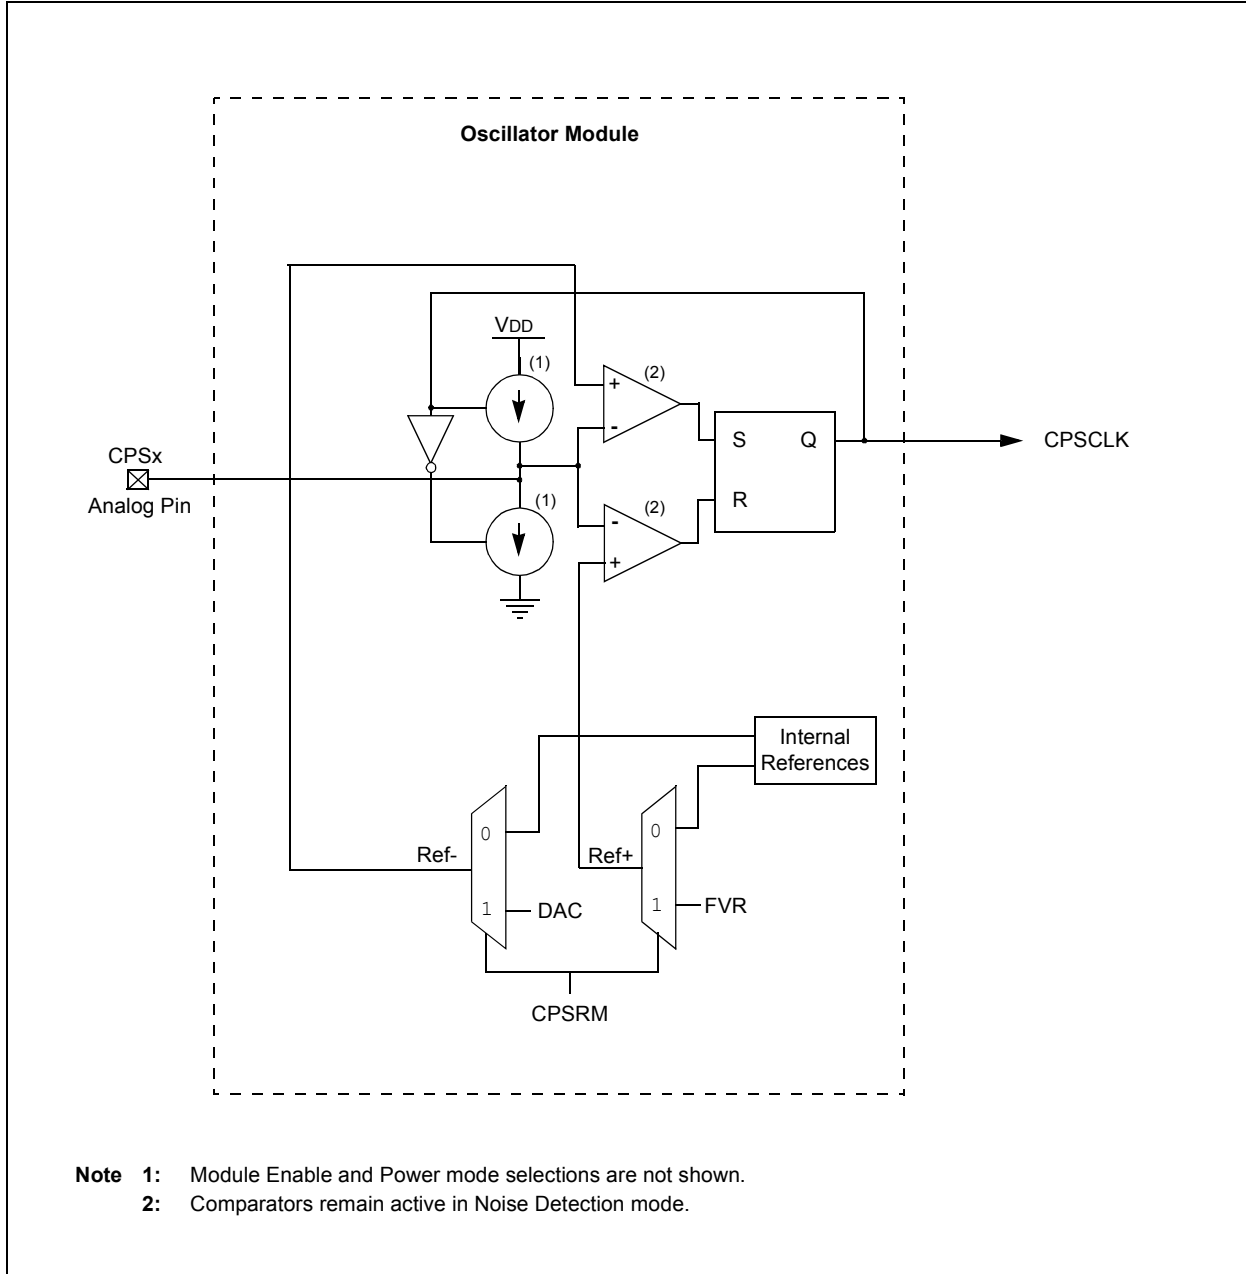 Oscillator Module
VDD
(1)
(2)
+
-
S Q
CPSCLK
CPSx
Analog Pin
(1)
(2)
R
-
+
Internal
References
0
0
Ref-
Ref+
1
DAC
1
FVR
CPSRM
Note 1: Module Enable and Power mode selections are not shown.
2: Comparators remain active in Noise Detection mode.